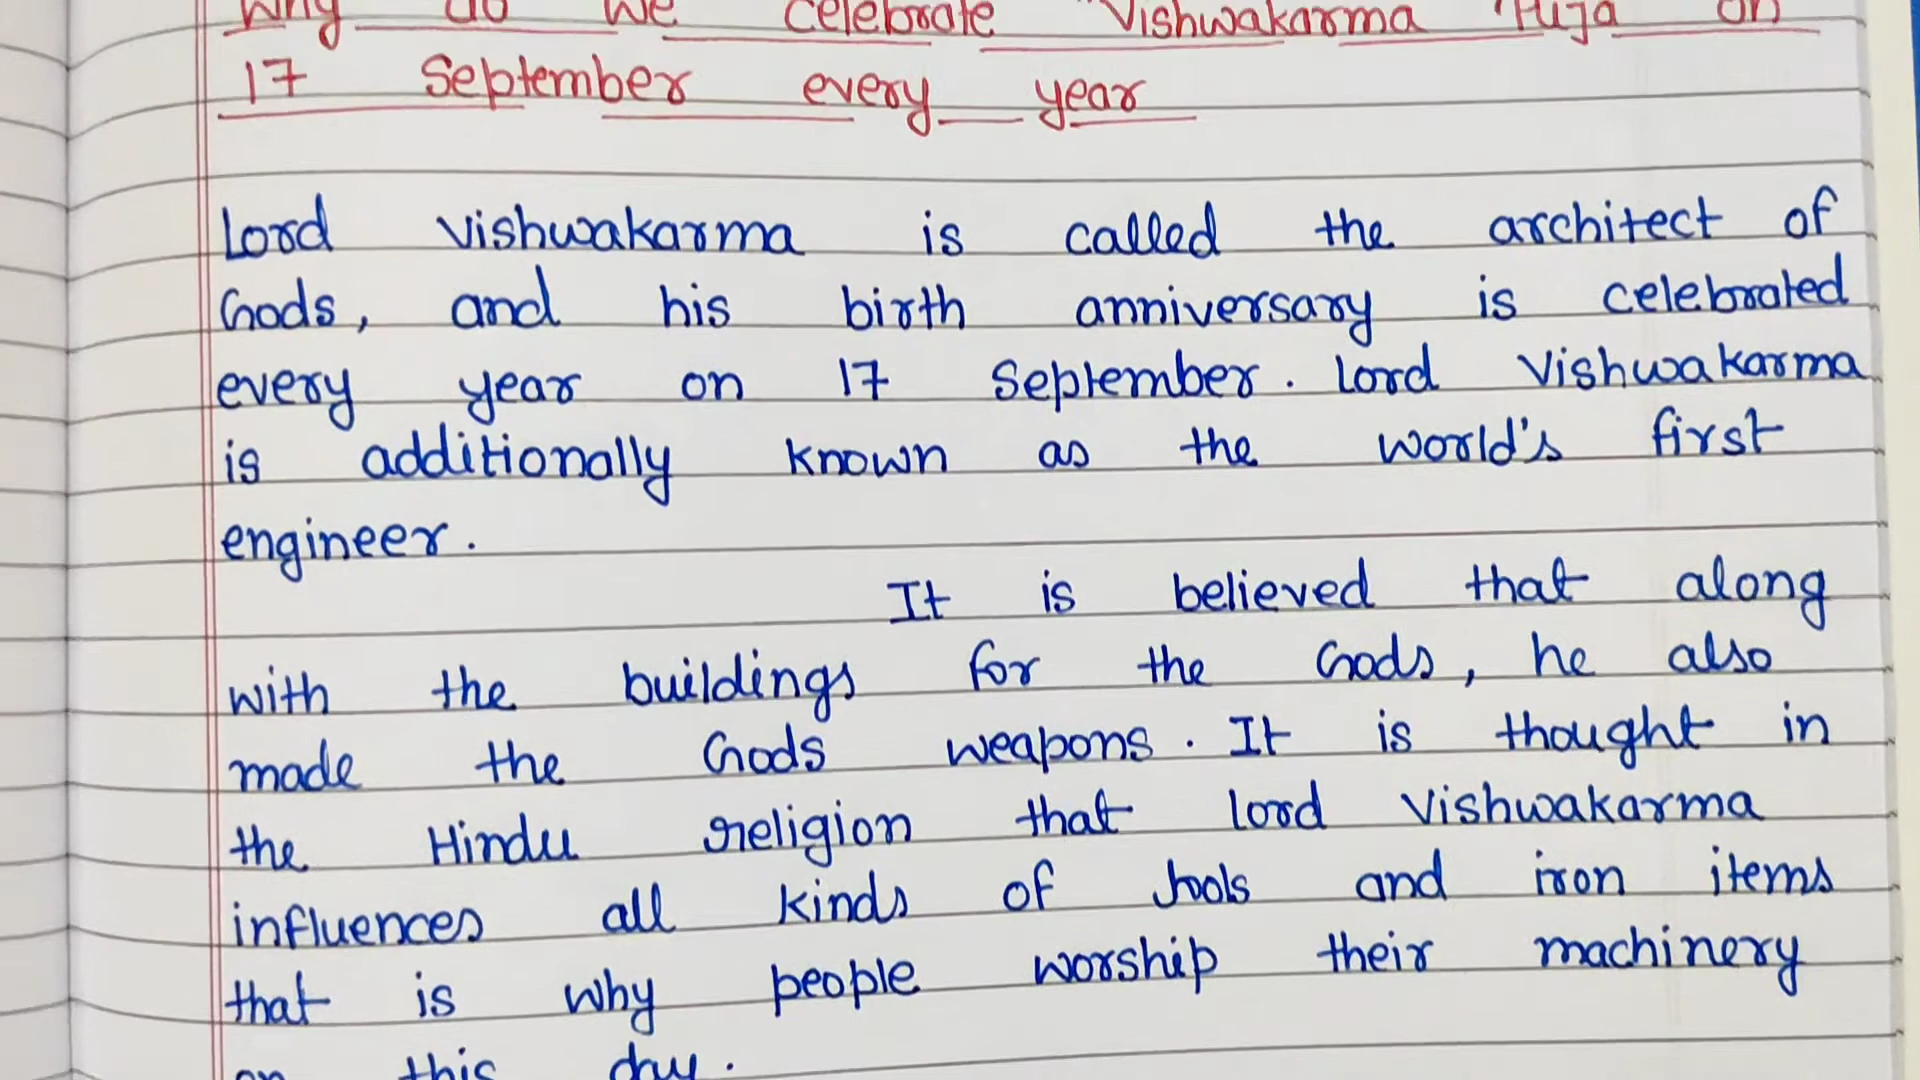 Why do we celebrate Vishwakarma Puja on
17 September every year
Lord Vishwakarma is called the architect of
Gods, and his birth anniversary is celebrated
every year on 17 September. Lord Vishwakarma
is additionally known as the world's first
engineer.
It is believed that along
with the buildings for the Gods, he also
made the Gods weapons. It is thought in
the Hindu religion that lord Vishwakarma
influences all kinds of tools and iron items
that is why people worship their machinery
on this day.